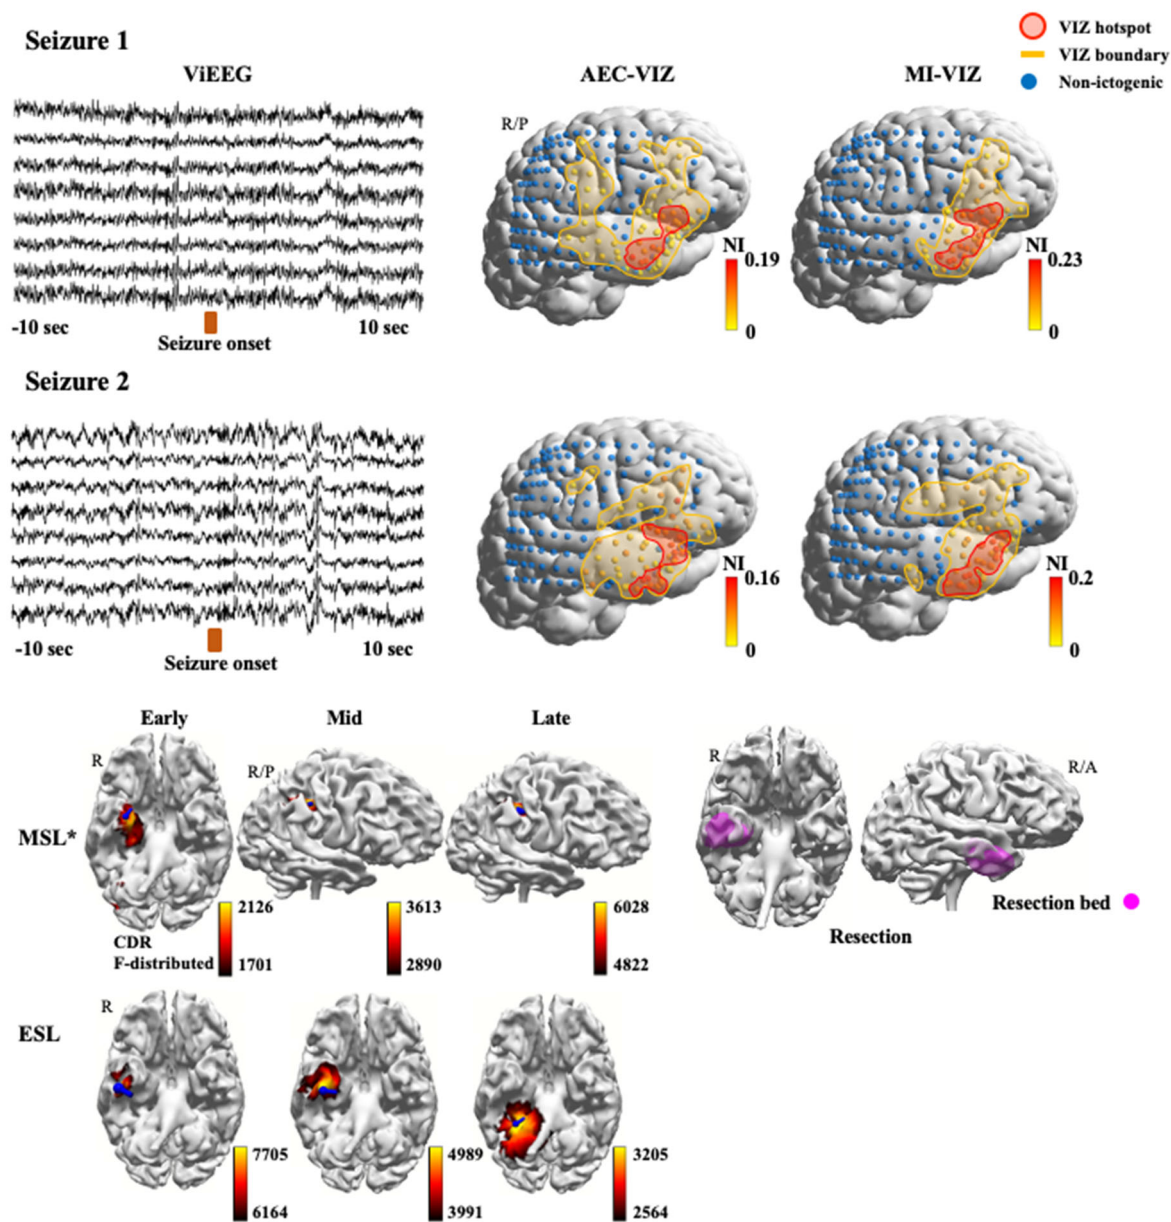 Seizure 1
VIZ hotspot
VIZ boundary
Non-ictogenic
ViEEG
AEC-VIZ
MI-VIZ
R/P
NI
0.19
0
NI
0.23
0
-10 sec
10 sec
Seizure onset
Seizure 2
NI
0.16
0
NI
0.2
0
-10 sec
10 sec
Seizure onset
Early
Mid
Late
R
R/P
R
R/A
MSL*
2126
1701
3613
2890
6028
4822
CDR
F-distributed
Resection bed
Resection
R
ESL
7705
6164
4989
3991
3205
2564